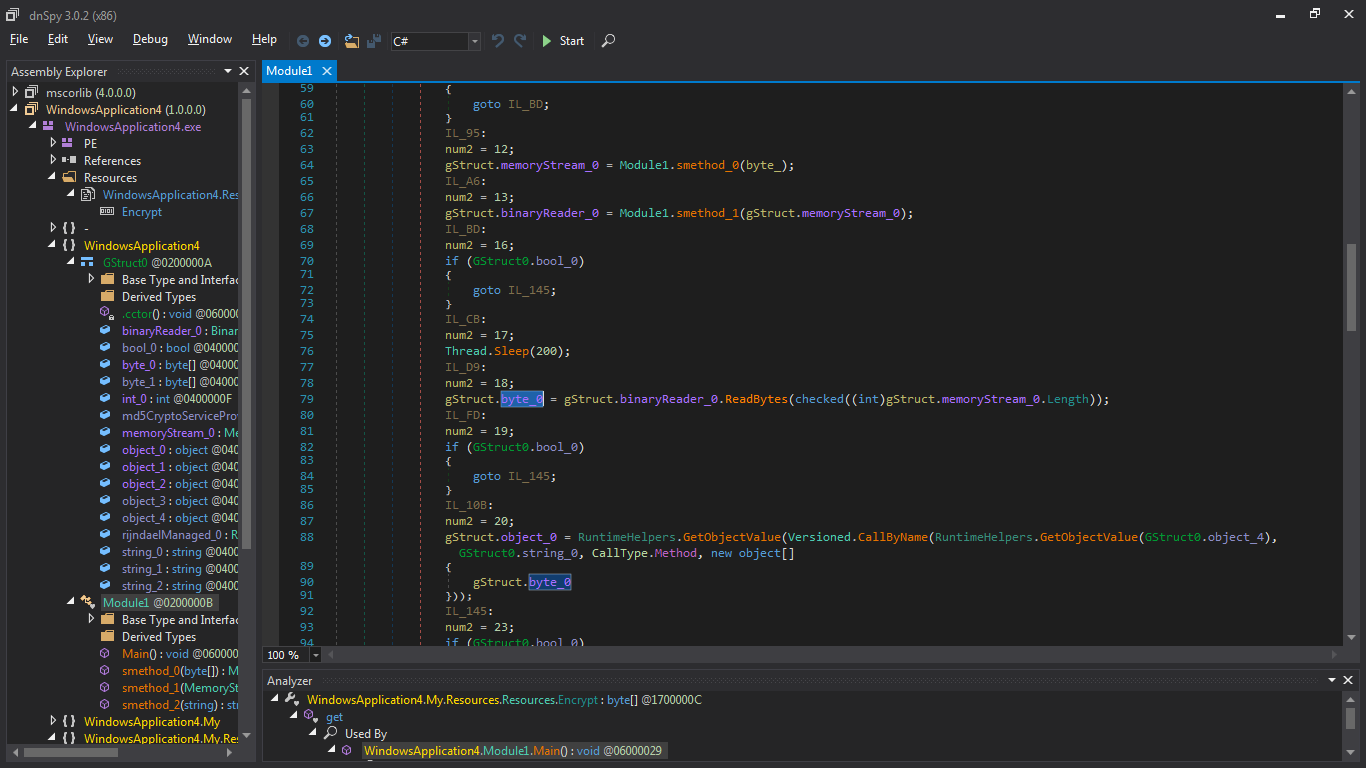 dnSpy 3.0.2 (x86)
File Edit View Debug Window Help C# Start
Assembly Explorer
mscorlib (4.0.0.0)
WindowsApplication4 (1.0.0.0)
WindowsApplication4.exe
PE
References
Resources
WindowsApplication4.Res
Encrypt
{ } -
{ } WindowsApplication4
GStruct0 @0200000A
Base Type and Interfac
Derived Types
.cctor() : void @06000
binaryReader_0 : Binar
bool_0 : bool @04000
byte_0 : byte[] @0400
byte_1 : byte[] @0400
int_0 : int @0400000F
md5CryptoServicePro
memoryStream_0 : Me
object_0 : object @040
object_1 : object @040
object_2 : object @040
object_3 : object @040
object_4 : object @040
rijndaelManaged_0 : R
string_0 : string @0400
string_1 : string @0400
string_2 : string @0400
Module1 @0200000B
Base Type and Interfac
Derived Types
Main() : void @060000
smethod_0(byte[]) : M
smethod_1(MemorySt
smethod_2(string) : str
{ } WindowsApplication4.My
{ } WindowsApplication4.My.Re
Module1
59 {
60 goto IL_BD;
61 }
62 IL_95:
63 num2 = 12;
64 gStruct.memoryStream_0 = Module1.smethod_0(byte_);
65 IL_A6:
66 num2 = 13;
67 gStruct.binaryReader_0 = Module1.smethod_1(gStruct.memoryStream_0);
68 IL_BD:
69 num2 = 16;
70 if (GStruct0.bool_0)
71 {
72 goto IL_145;
73 }
74 IL_CB:
75 num2 = 17;
76 Thread.Sleep(200);
77 IL_D9:
78 num2 = 18;
79 gStruct.byte_0 = gStruct.binaryReader_0.ReadBytes(checked((int)gStruct.memoryStream_0.Length));
80 IL_FD:
81 num2 = 19;
82 if (GStruct0.bool_0)
83 {
84 goto IL_145;
85 }
86 IL_10B:
87 num2 = 20;
88 gStruct.object_0 = RuntimeHelpers.GetObjectValue(Versioned.CallByName(RuntimeHelpers.GetObjectValue(GStruct0.object_4),
GStruct0.string_0, CallType.Method, new object[]
89 {
90 gStruct.byte_0
91 }));
92 IL_145:
93 num2 = 23;
94 if (GStruct0.bool_0)
100 %
Analyzer
WindowsApplication4.My.Resources.Resources.Encrypt : byte[] @1700000C
get
Used By
WindowsApplication4.Module1.Main() : void @06000029